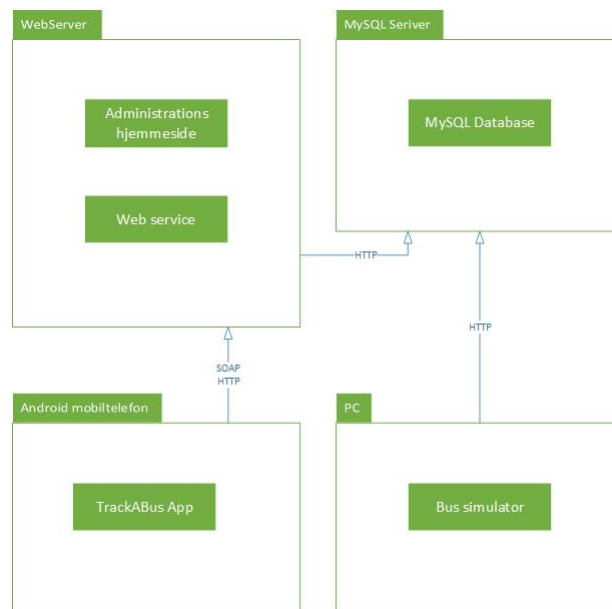 WebServer
MySQL Seriver
Administrations
hjemmeside
MySQL Database
Web service
HTTP
HTTP
SOAP
HTTP
Android mobiltelefon
PC
TrackABus App
Bus simulator